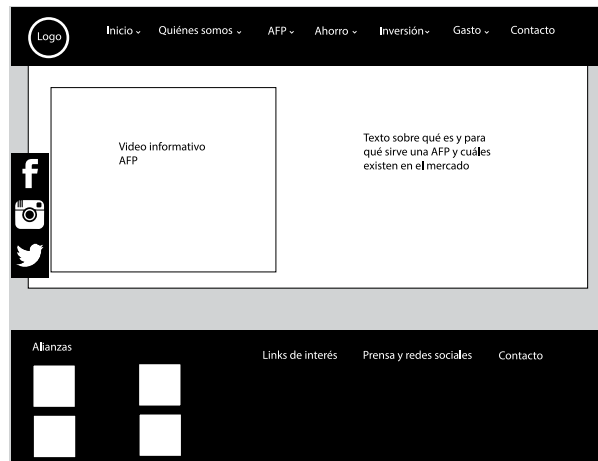 Logo
Inicio
Quiénes somos
AFP
Ahorro
Inversión
Gasto
Contacto
Video informativo
AFP
Texto sobre qué es y para
qué sirve una AFP y cuáles
existen en el mercado
Alianzas
Links de interés
Prensa y redes sociales
Contacto